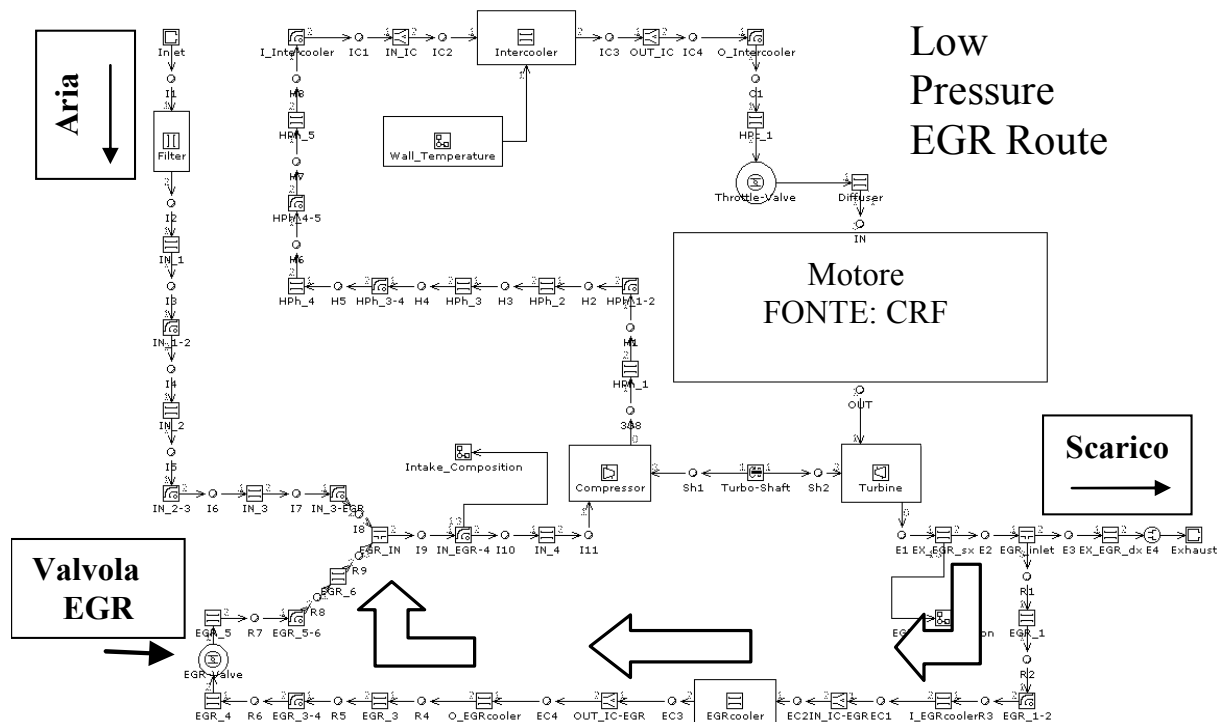 Low
Pressure
EGR Route
Aria
Inlet
I1
Filter
I2
IN_1
I3
IN_1-2
I4
IN_2
I5
IN_2-3
I6
IN_3
I7
IN_3-EGR
I8
EGR_IN
I9
IN_EGR-4
I10
IN_4
I11
Intake_Composition
Compressor
Sh1
Turbo-Shaft
Sh2
Turbine
308
HPh_1
H1
HPh_1-2
H2
HPh_2
H3
HPh_3
H4
HPh_3-4
H5
HPh_4
H6
HPh_4-5
H7
HPh_5
H8
I_Intercooler
IC1
IN_IC
IC2
Intercooler
IC3
OUT_IC
IC4
O_Intercooler
Wall_Temperature
C1
HPc_1
Throttle-Valve
Diffuser
IN
Motore
FONTE: CRF
OUT
Scarico
E1
EX_EGR_sx
E2
EGR_inlet
E3
EX_EGR_dx
E4
Exhaust
R1
EGR_1
R2
EGR_1-2
R3
I_EGRcooler
EC1
IN_IC-EGR
EC2
EGRcooler
EC3
OUT_IC-EGR
EC4
O_EGRcooler
R4
EGR_3
R5
EGR_3-4
R6
EGR_4
EGR-Valve
EGR_5
R7
EGR_5-6
R8
EGR_6
R9
Valvola
EGR